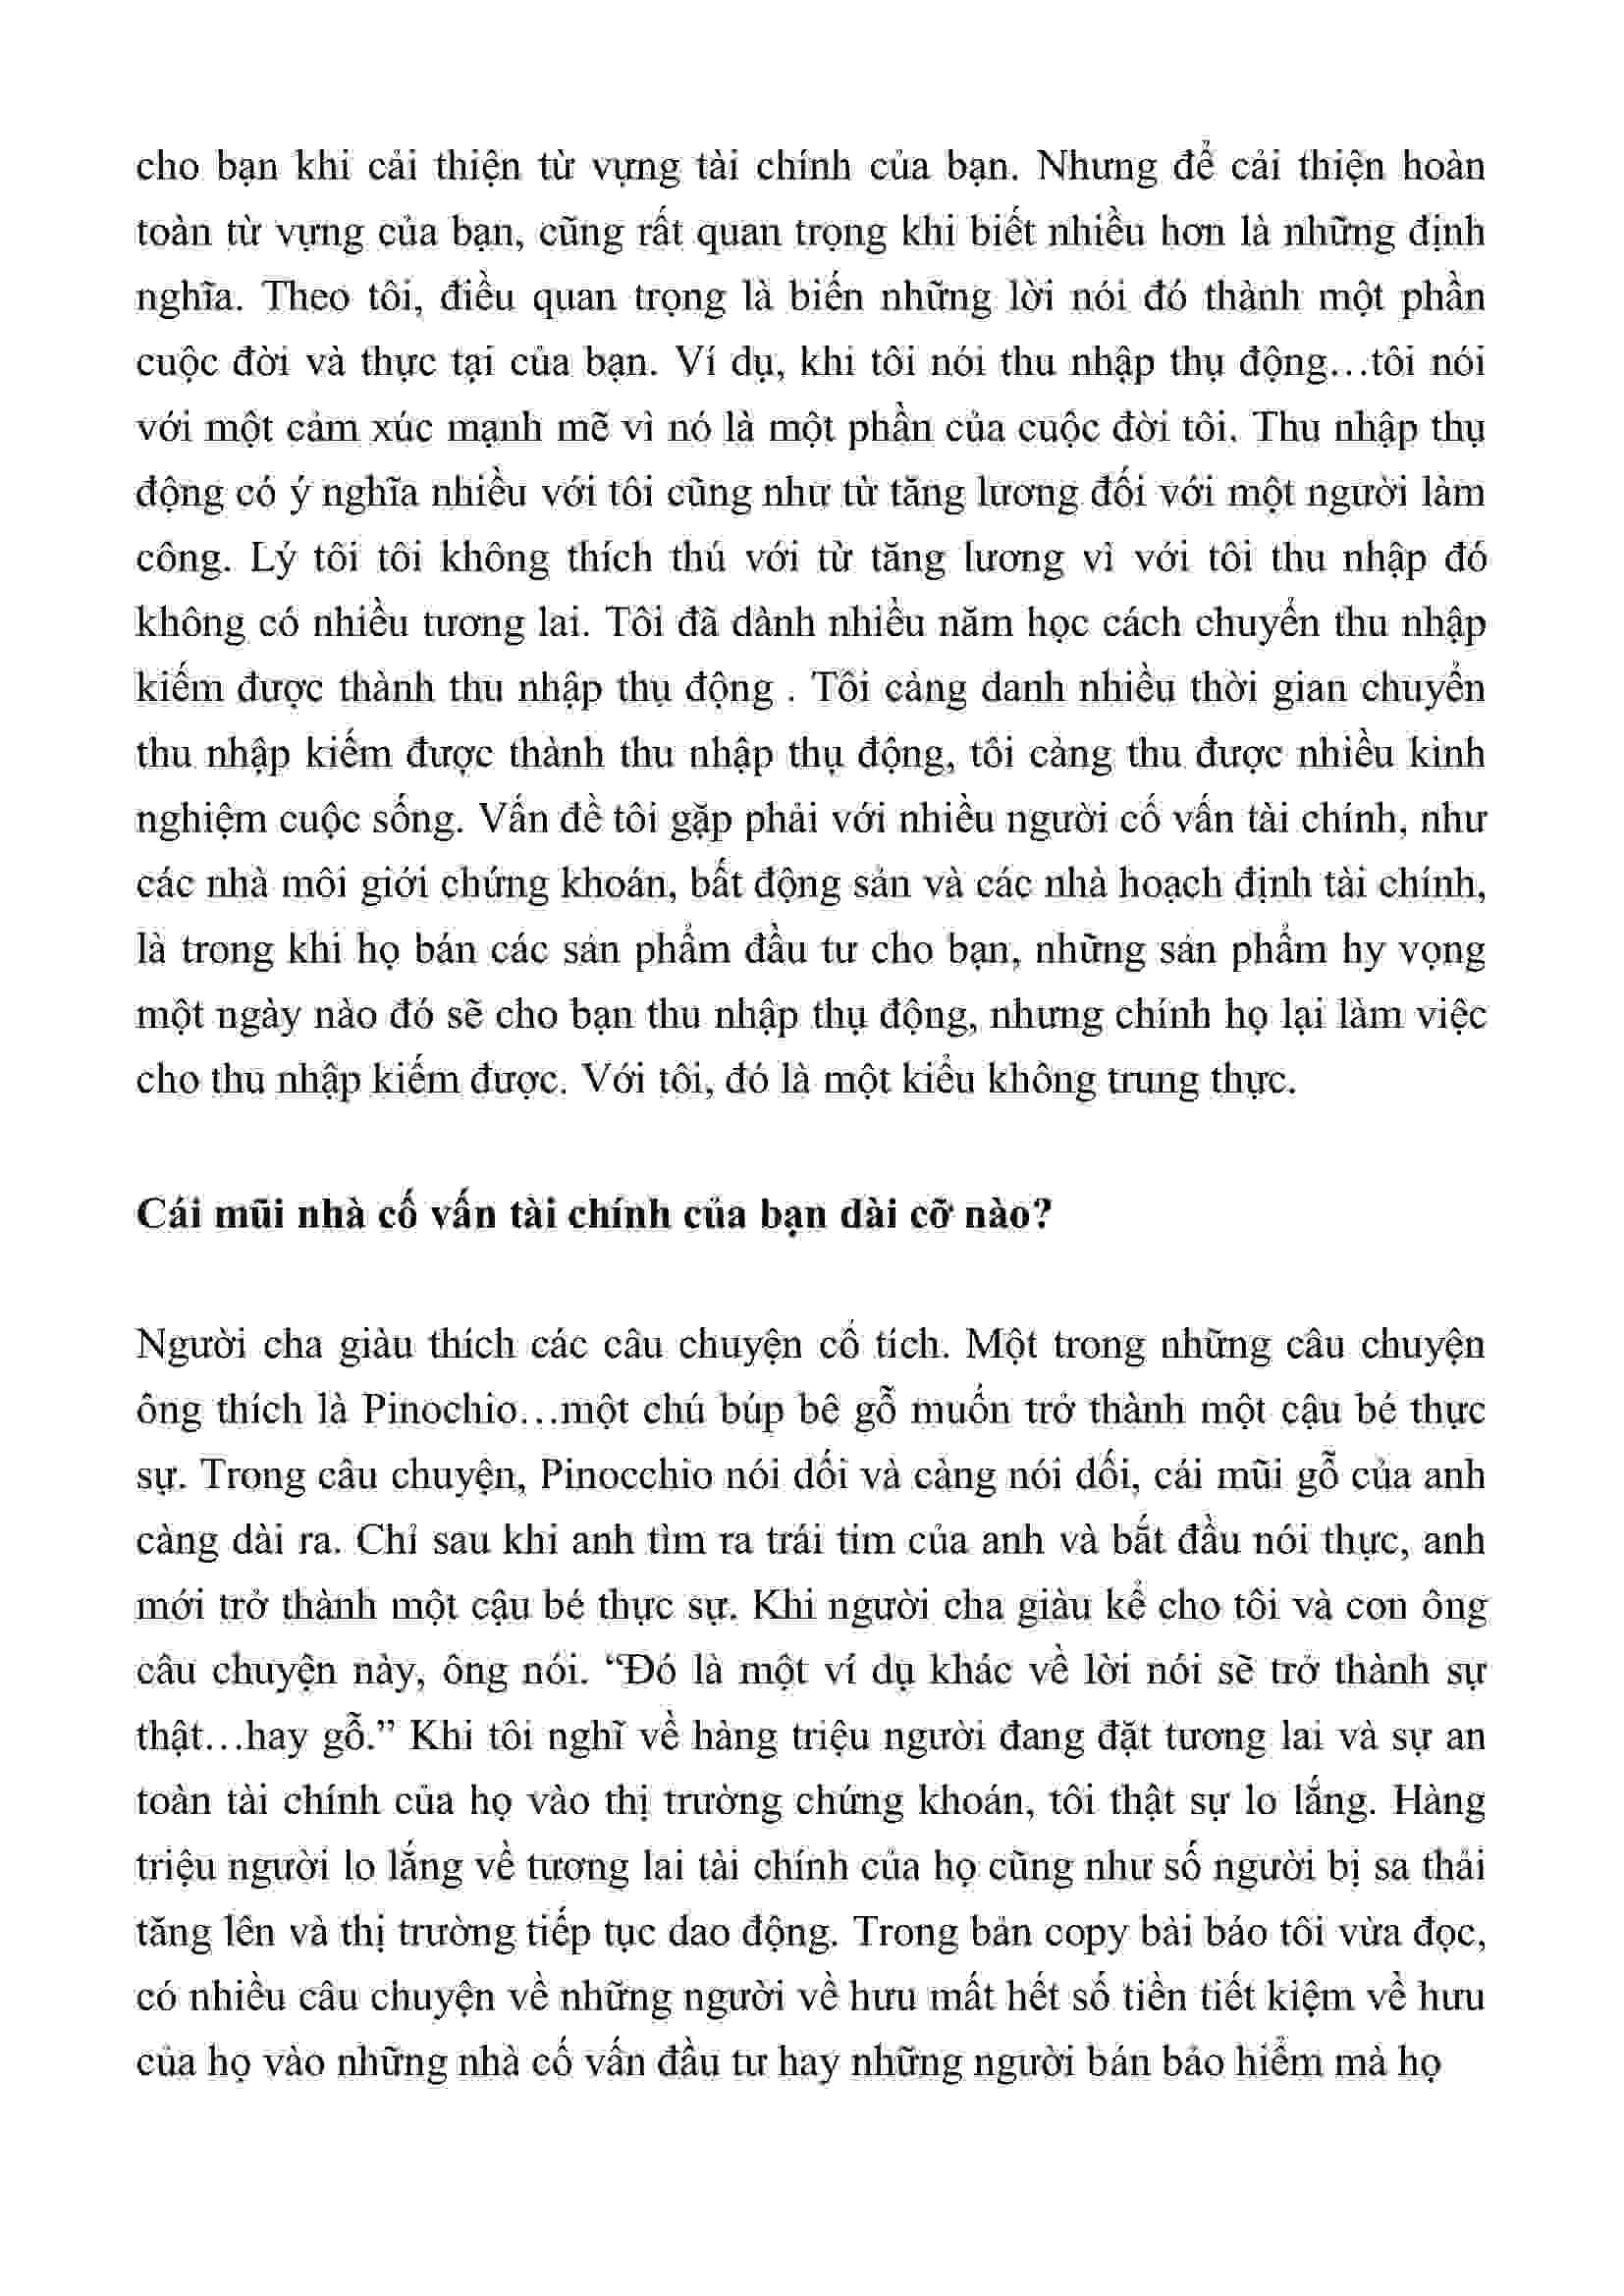 cho bạn khi cải thiện từ vựng tài chính của bạn. Nhưng để cải thiện hoàn
toàn từ vựng của bạn, cũng rất quan trọng khi biết nhiều hơn là những định
nghĩa. Theo tôi, điều quan trọng là biến những lời nói đó thành một phần
cuộc đời và thực tại của bạn. Ví dụ, khi tôi nói thu nhập thụ động…tôi nói
với một cảm xúc mạnh mẽ vì nó là một phần của cuộc đời tôi. Thu nhập thụ
động có ý nghĩa nhiều với tôi cũng như từ tăng lương đối với một người làm
công. Lý tôi tôi không thích thú với từ tăng lương vì với tôi thu nhập đó
không có nhiều tương lai. Tôi đã dành nhiều năm học cách chuyển thu nhập
kiếm được thành thu nhập thụ động . Tôi càng danh nhiều thời gian chuyển
thu nhập kiếm được thành thu nhập thụ động, tôi càng thu được nhiều kinh
nghiệm cuộc sống. Vấn đề tôi gặp phải với nhiều người cố vấn tài chính, như
các nhà môi giới chứng khoán, bất động sản và các nhà hoạch định tài chính,
là trong khi họ bán các sản phẩm đầu tư cho bạn, những sản phẩm hy vọng
một ngày nào đó sẽ cho bạn thu nhập thụ động, nhưng chính họ lại làm việc
cho thu nhập kiếm được. Với tôi, đó là một kiểu không trung thực.
Cái mũi nhà cố vấn tài chính của bạn dài cỡ nào?
Người cha giàu thích các câu chuyện cổ tích. Một trong những câu chuyện
ông thích là Pinochio…một chú búp bê gỗ muốn trở thành một cậu bé thực
sự. Trong câu chuyện, Pinocchio nói dối và càng nói dối, cái mũi gỗ của anh
càng dài ra. Chỉ sau khi anh tìm ra trái tim của anh và bắt đầu nói thực, anh
mới trở thành một cậu bé thực sự. Khi người cha giàu kể cho tôi và con ông
câu chuyện này, ông nói. “Đó là một ví dụ khác về lời nói sẽ trở thành sự
thật…hay gỗ.” Khi tôi nghĩ về hàng triệu người đang đặt tương lai và sự an
toàn tài chính của họ vào thị trường chứng khoán, tôi thật sự lo lắng. Hàng
triệu người lo lắng về tương lai tài chính của họ cũng như số người bị sa thải
tăng lên và thị trường tiếp tục dao động. Trong bản copy bài báo tôi vừa đọc,
có nhiều câu chuyện về những người về hưu mất hết số tiền tiết kiệm về hưu
của họ vào những nhà cố vấn đầu tư hay những người bán bảo hiểm mà họ